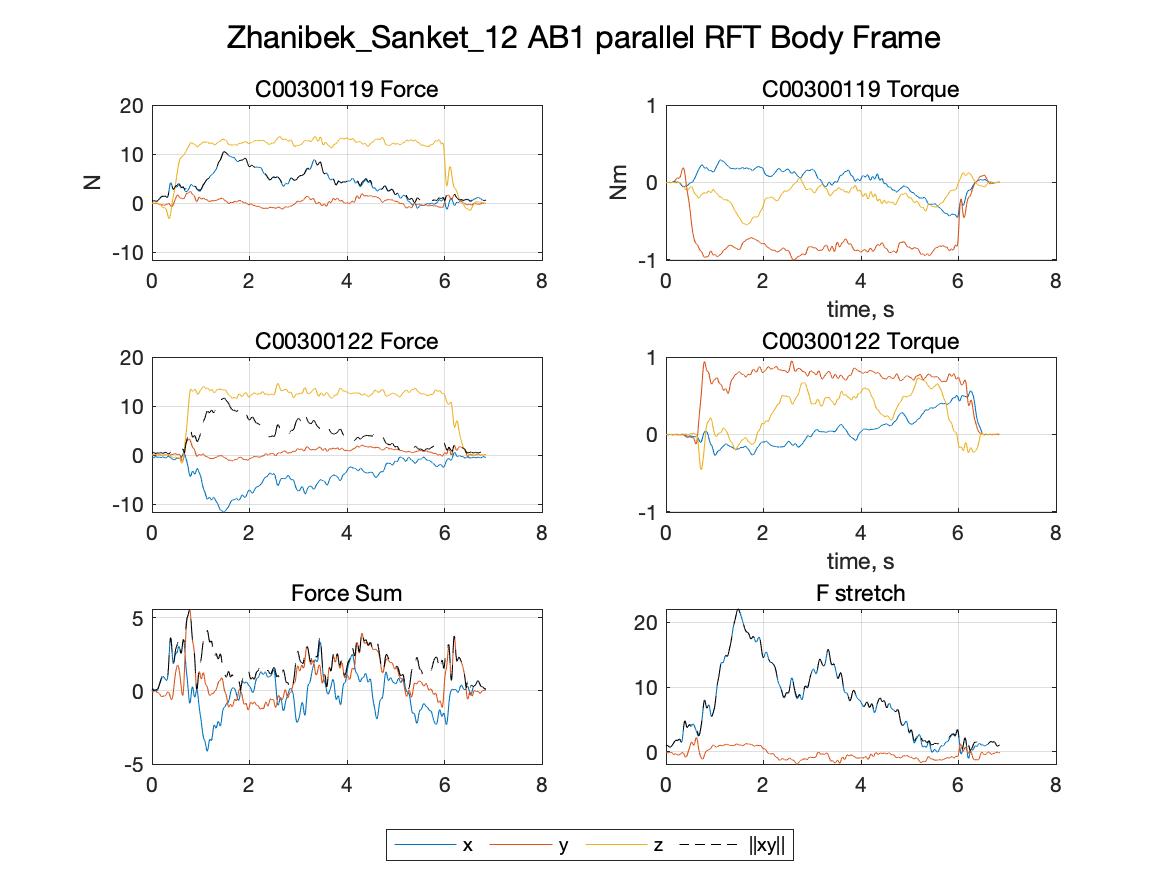 Zhanibek_Sanket_12 AB1 parallel RFT Body Frame
C00300119 Force
20
10
0
-10
N
0 2 4 6 8
C00300119 Torque
1
0
-1
Nm
0 2 4 6 8
time, s
C00300122 Force
20
10
0
-10
0 2 4 6 8
C00300122 Torque
1
0
-1
0 2 4 6 8
time, s
Force Sum
5
0
-5
0 2 4 6 8
F stretch
20
10
0
0 2 4 6 8
x y z ||xy||